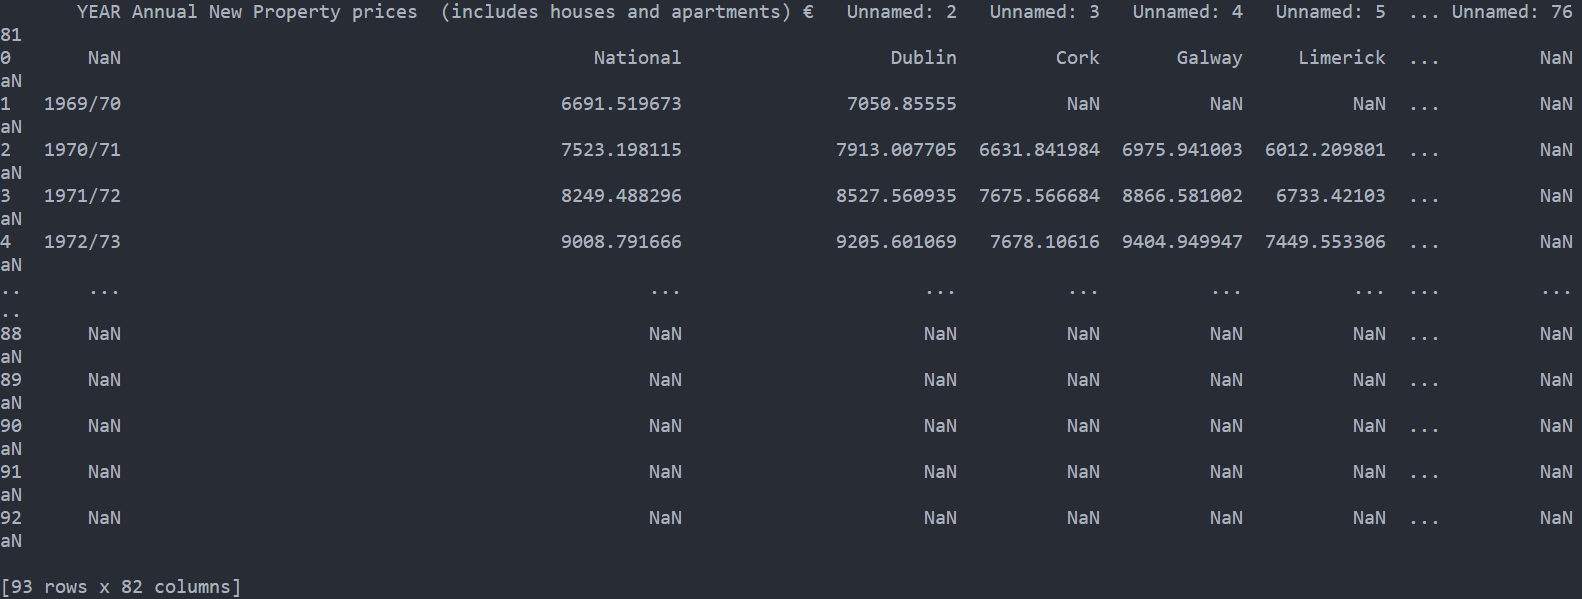 YEAR Annual New Property prices  (includes houses and apartments) € Unnamed: 2 Unnamed: 3 Unnamed: 4 Unnamed: 5 ... Unnamed: 76
81
0 NaN National Dublin Cork Galway Limerick ... NaN
aN
1 1969/70 6691.519673 7050.85555 NaN NaN NaN ... NaN
aN
2 1970/71 7523.198115 7913.007705 6631.841984 6975.941003 6012.209801 ... NaN
aN
3 1971/72 8249.488296 8527.560935 7675.566684 8866.581002 6733.42103 ... NaN
aN
4 1972/73 9008.791666 9205.601069 7678.10616 9404.949947 7449.553306 ... NaN
aN
.. ... ... ... ... ... ... ... ...
..
88 NaN NaN NaN NaN NaN NaN ... NaN
aN
89 NaN NaN NaN NaN NaN NaN ... NaN
aN
90 NaN NaN NaN NaN NaN NaN ... NaN
aN
91 NaN NaN NaN NaN NaN NaN ... NaN
aN
92 NaN NaN NaN NaN NaN NaN ... NaN
aN
[93 rows x 82 columns]